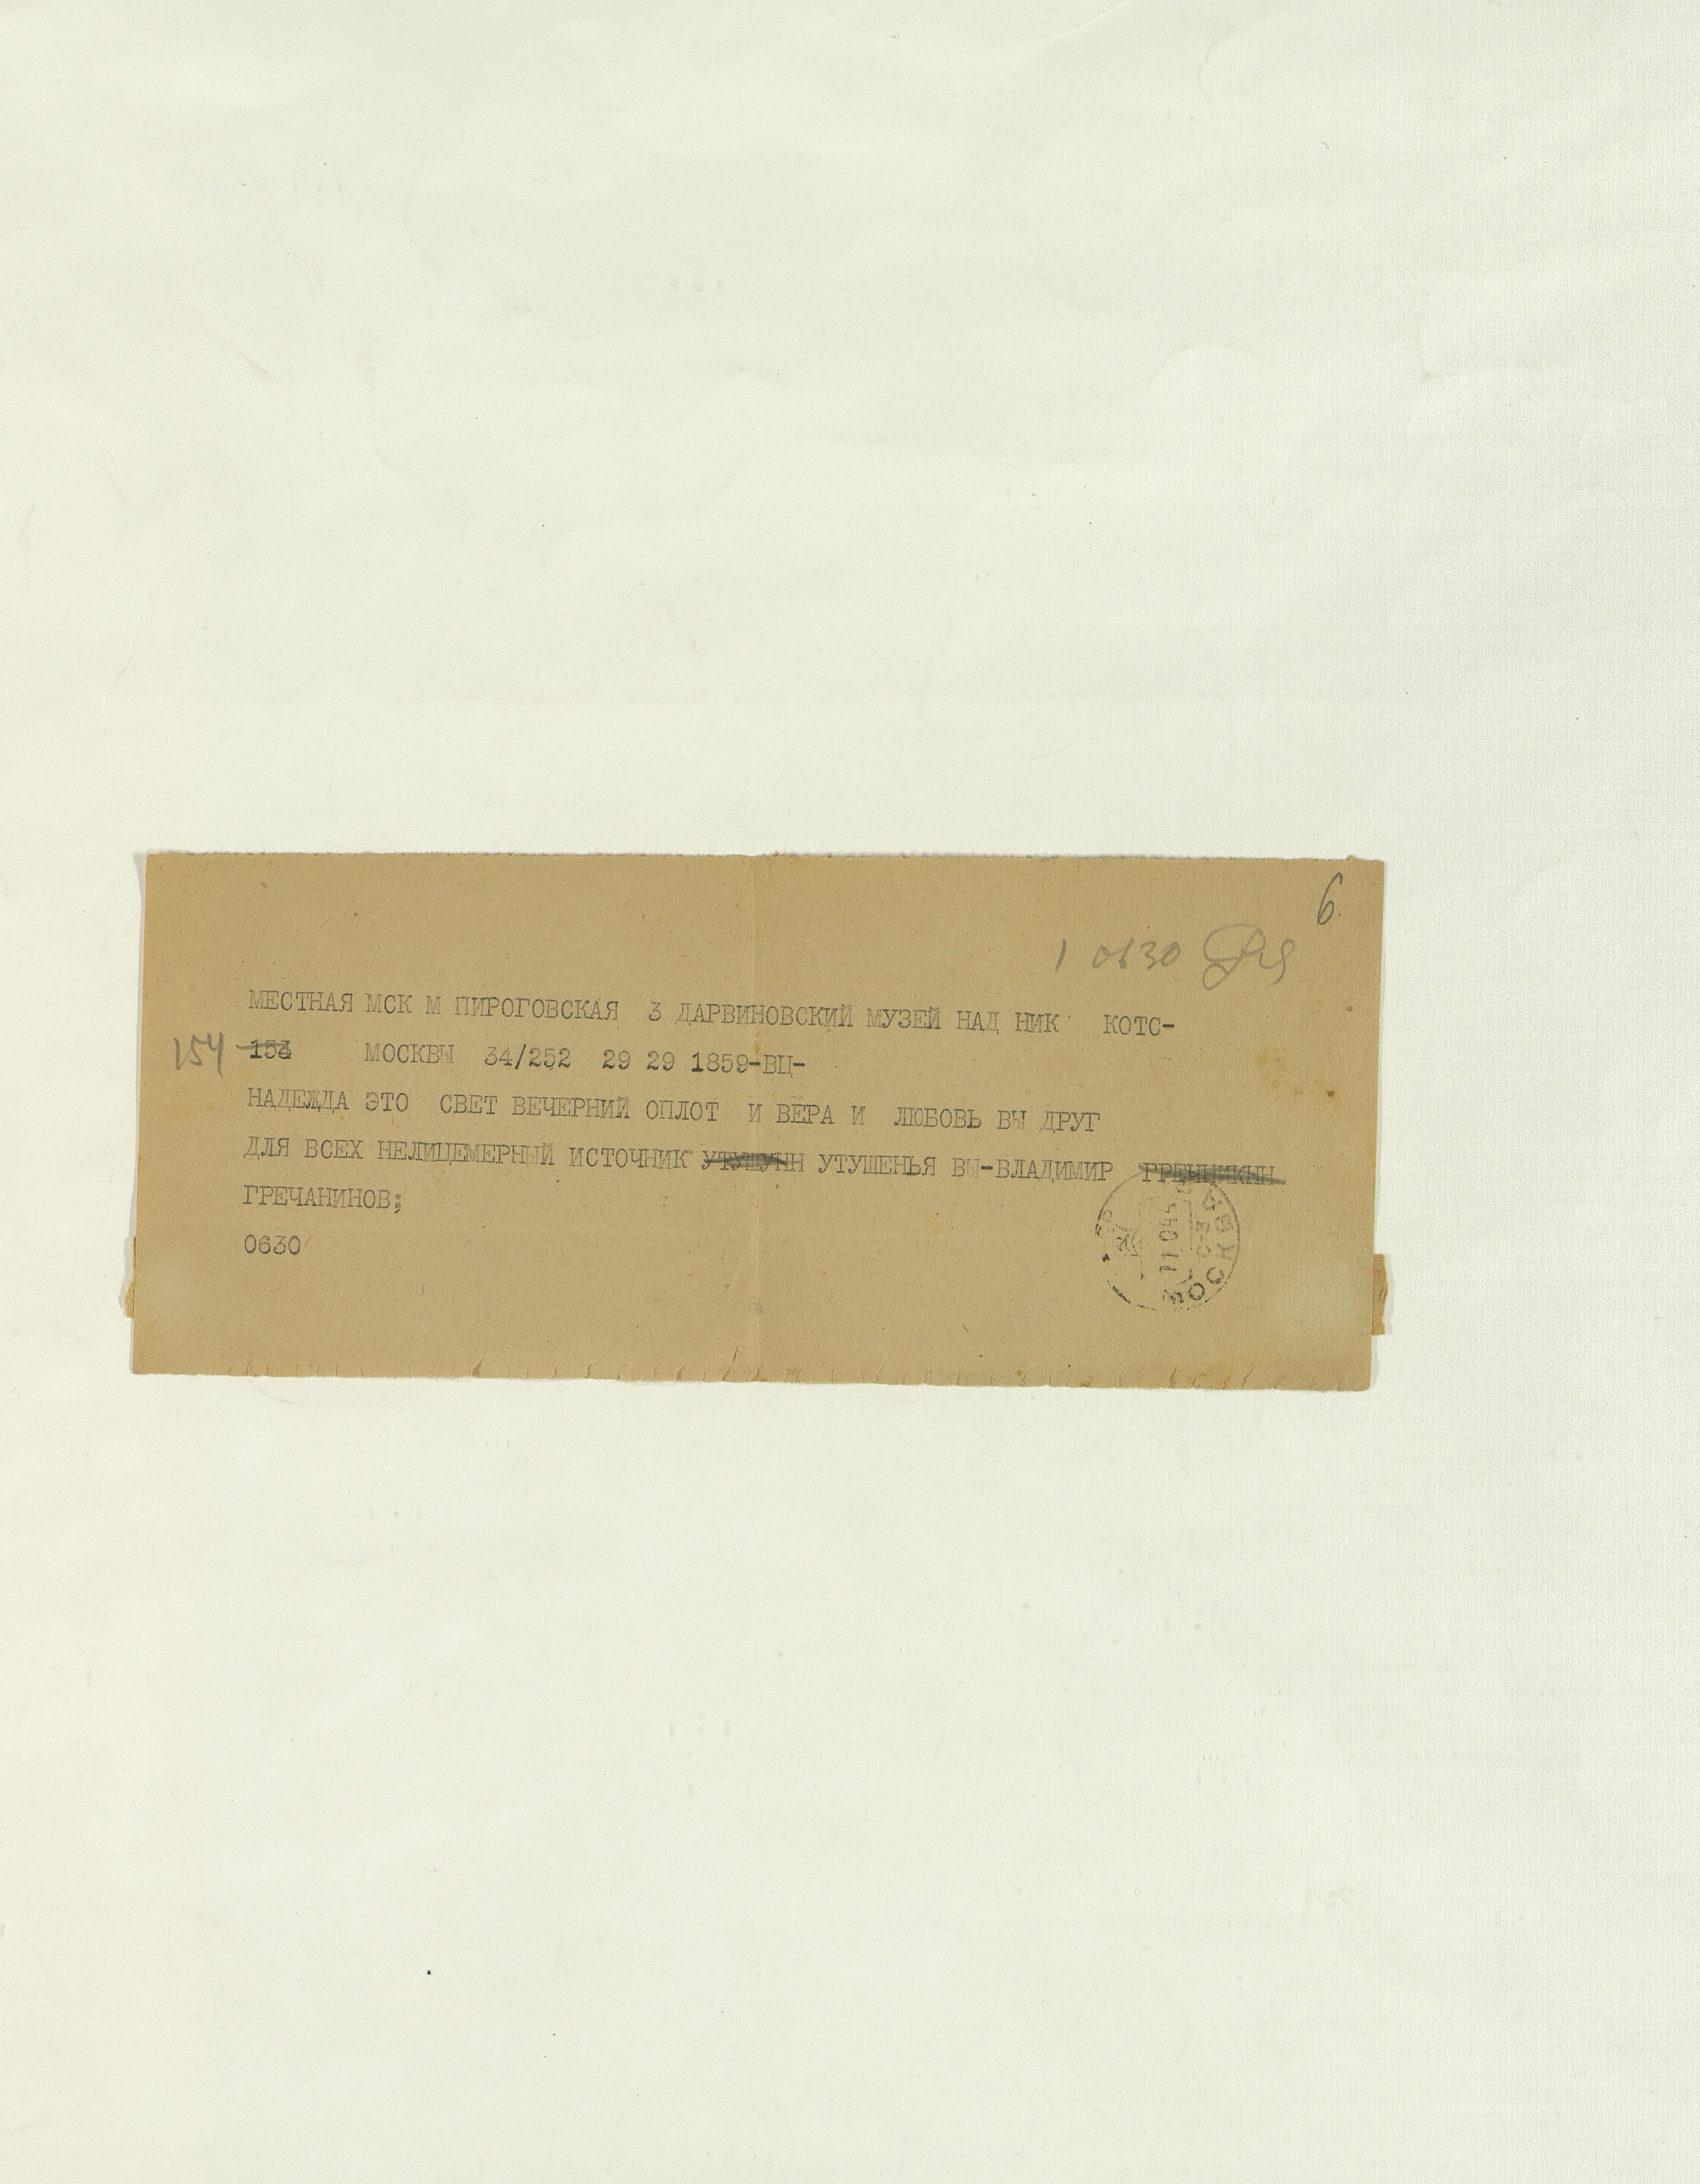 6
1 0630
МЕСТНАЯ МСК М ПИРОГОВСКАЯ 3 ДАРВИНОВСКИЙ МУЗЕЙ НАД НИК КОТС-
154 153 МОСКВЫ 34/252 29 29 1859-ВЦ-
НАДЕЖДА ЭТО СВЕТ ВЕЧЕРНИЙ ОПЛОТ И ВЕРА И ЛЮБОВЬ ВЫ ДРУГ
ДЛЯ ВСЕХ НЕЛИЦЕМЕРНЫЙ ИСТОЧНИК УТУШЕНЬЯ ВЫ-ВЛАДИМИР
ГРЕЧАНИНОВ;
0630
МОСКВА